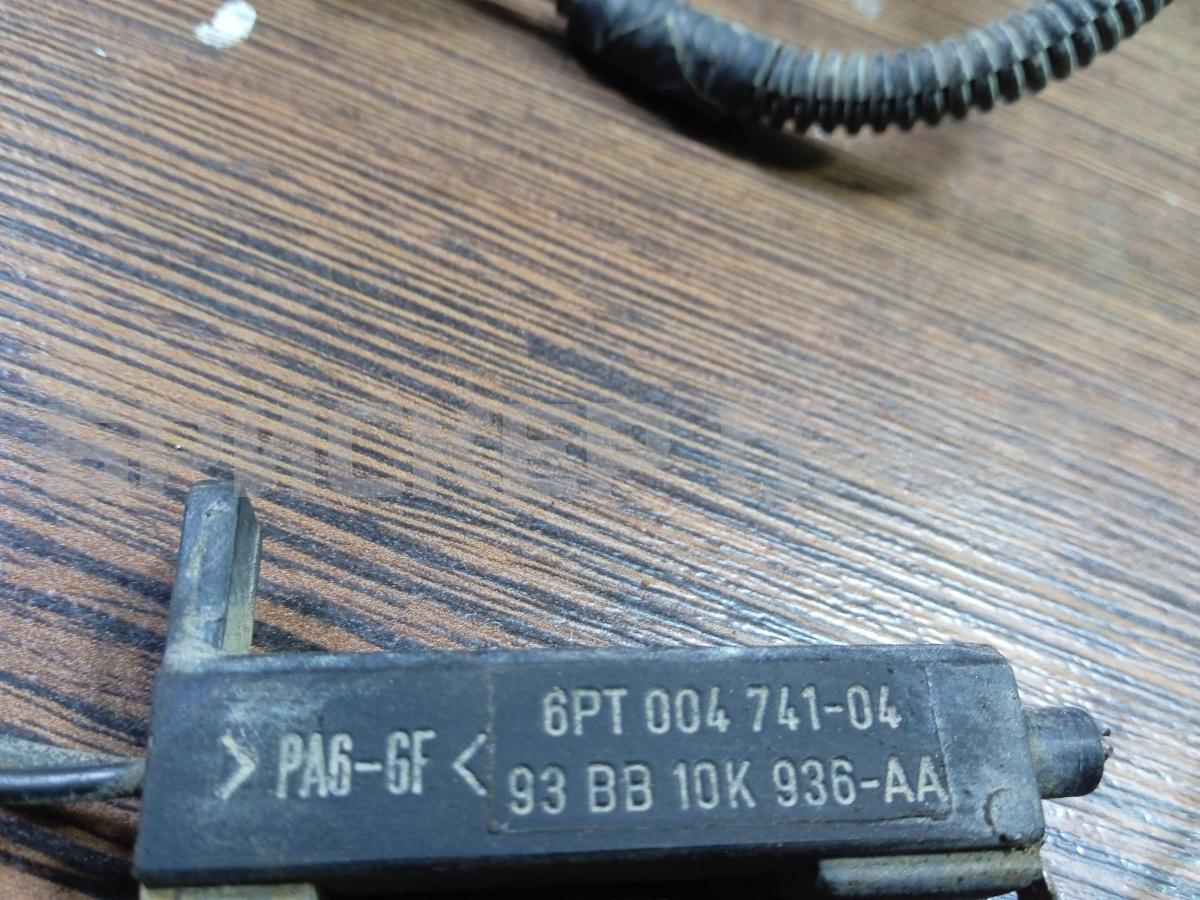 6PT 004 741-04
>PA6-GF<
93 BB 10K 936-AA